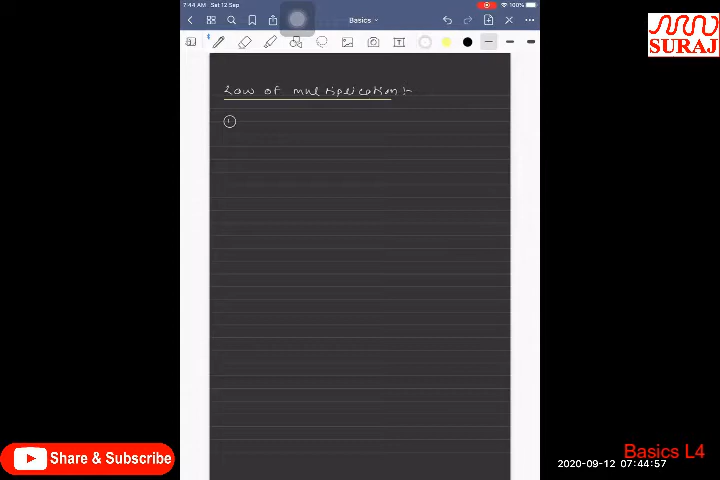 7:44 AM Sat 12 Sep
100%
Basics
SURAJ
Law of multiplication :-
1
Share & Subscribe
Basics L4
2020-09-12 07:44:57